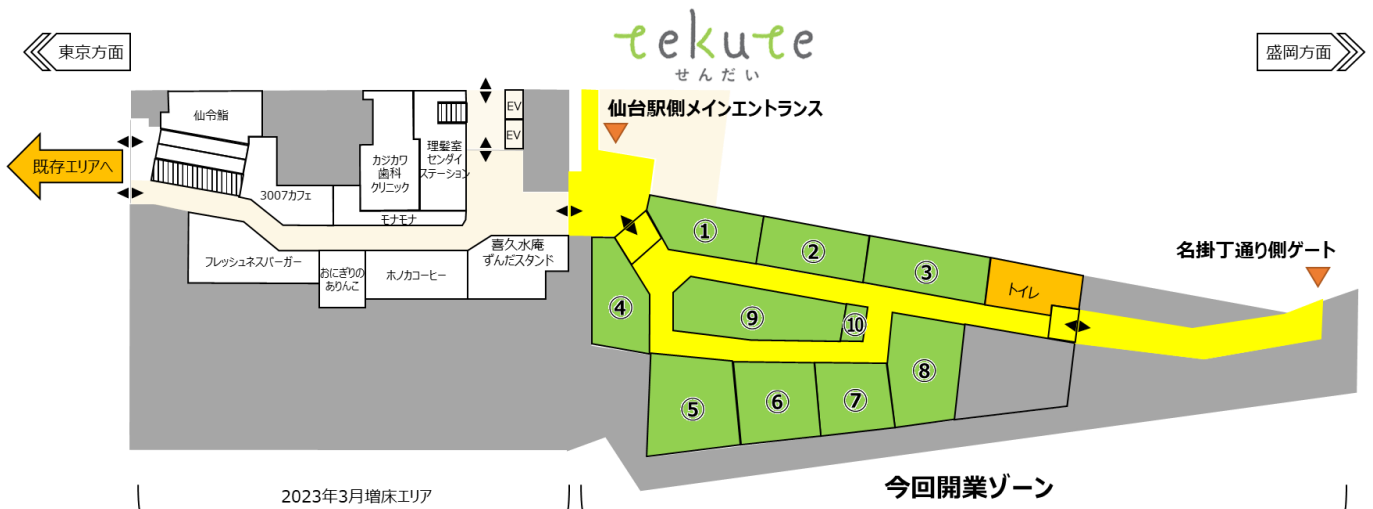 tekute
せんだい
東京方面
盛岡方面
仙台駅側メインエントランス
仙令鮨
EV
EV
理髪室
センダイ
ステーション
カジカワ
歯科
クリニック
既存エリアへ
3007カフェ
モナモナ
フレッシュネスバーガー
おにぎりの
ありんこ
ホノカコーヒー
喜久水庵
ずんだスタンド
名掛丁通り側ゲート
①
②
③
トイレ
④
⑨
⑩
⑤
⑥
⑦
⑧
2023年3月増床エリア
今回開業ゾーン